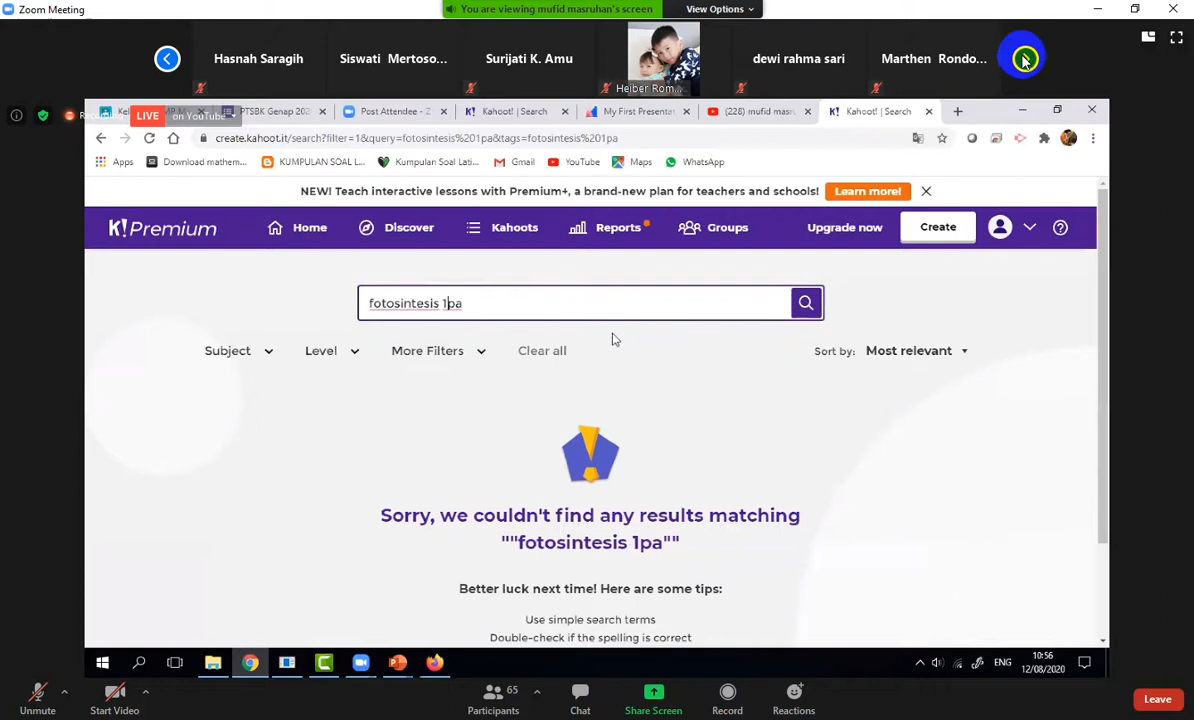 Zoom Meeting
You are viewing mufid masruhan's screen
View Options
Hasnah Saragih
Siswati Mertoso...
Surijati K. Amu
Heiber Rom...
dewi rahma sari
Marthen Rondo...
Recording
LIVE on YouTube
PTSBK Genap 202
Post Attendee - Z
Kahoot! | Search
My First Presentat
(228) mufid masru
Kahoot! | Search
create.kahoot.it/search?filter=1&query=fotosintesis%201pa&tags=fotosintesis%201pa
Apps
Download mathem...
KUMPULAN SOAL L...
Kumpulan Soal Lati...
Gmail
YouTube
Maps
WhatsApp
NEW! Teach interactive lessons with Premium+, a brand-new plan for teachers and schools!
Learn more!
K! Premium
Home
Discover
Kahoots
Reports
Groups
Upgrade now
Create
fotosintesis 1pa
Subject
Level
More Filters
Clear all
Sort by:
Most relevant
Sorry, we couldn't find any results matching
""fotosintesis 1pa""
Better luck next time! Here are some tips:
Use simple search terms
Double-check if the spelling is correct
ENG
10:56
12/08/2020
Unmute
Start Video
65
Participants
Chat
Share Screen
Record
Reactions
Leave